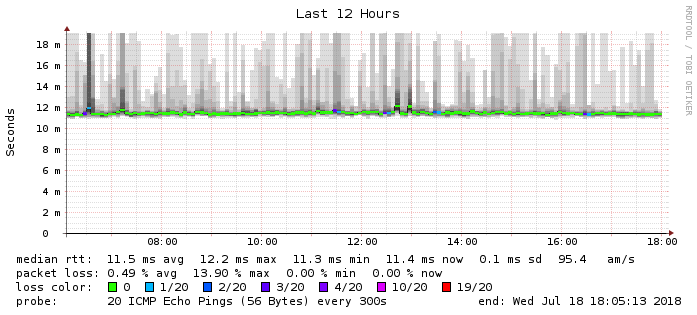 Last 12 Hours
RRDTOOL / TOBI OETIKER
Seconds
18 m
16 m
14 m
12 m
10 m
8 m
6 m
4 m
2 m
0
08:00 10:00 12:00 14:00 16:00 18:00
median rtt: 11.5 ms avg 12.2 ms max 11.3 ms min 11.4 ms now 0.1 ms sd 95.4 am/s
packet loss: 0.49 % avg 13.90 % max 0.00 % min 0.00 % now
loss color: 0 1/20 2/20 3/20 4/20 10/20 19/20
probe: 20 ICMP Echo Pings (56 Bytes) every 300s end: Wed Jul 18 18:05:13 2018